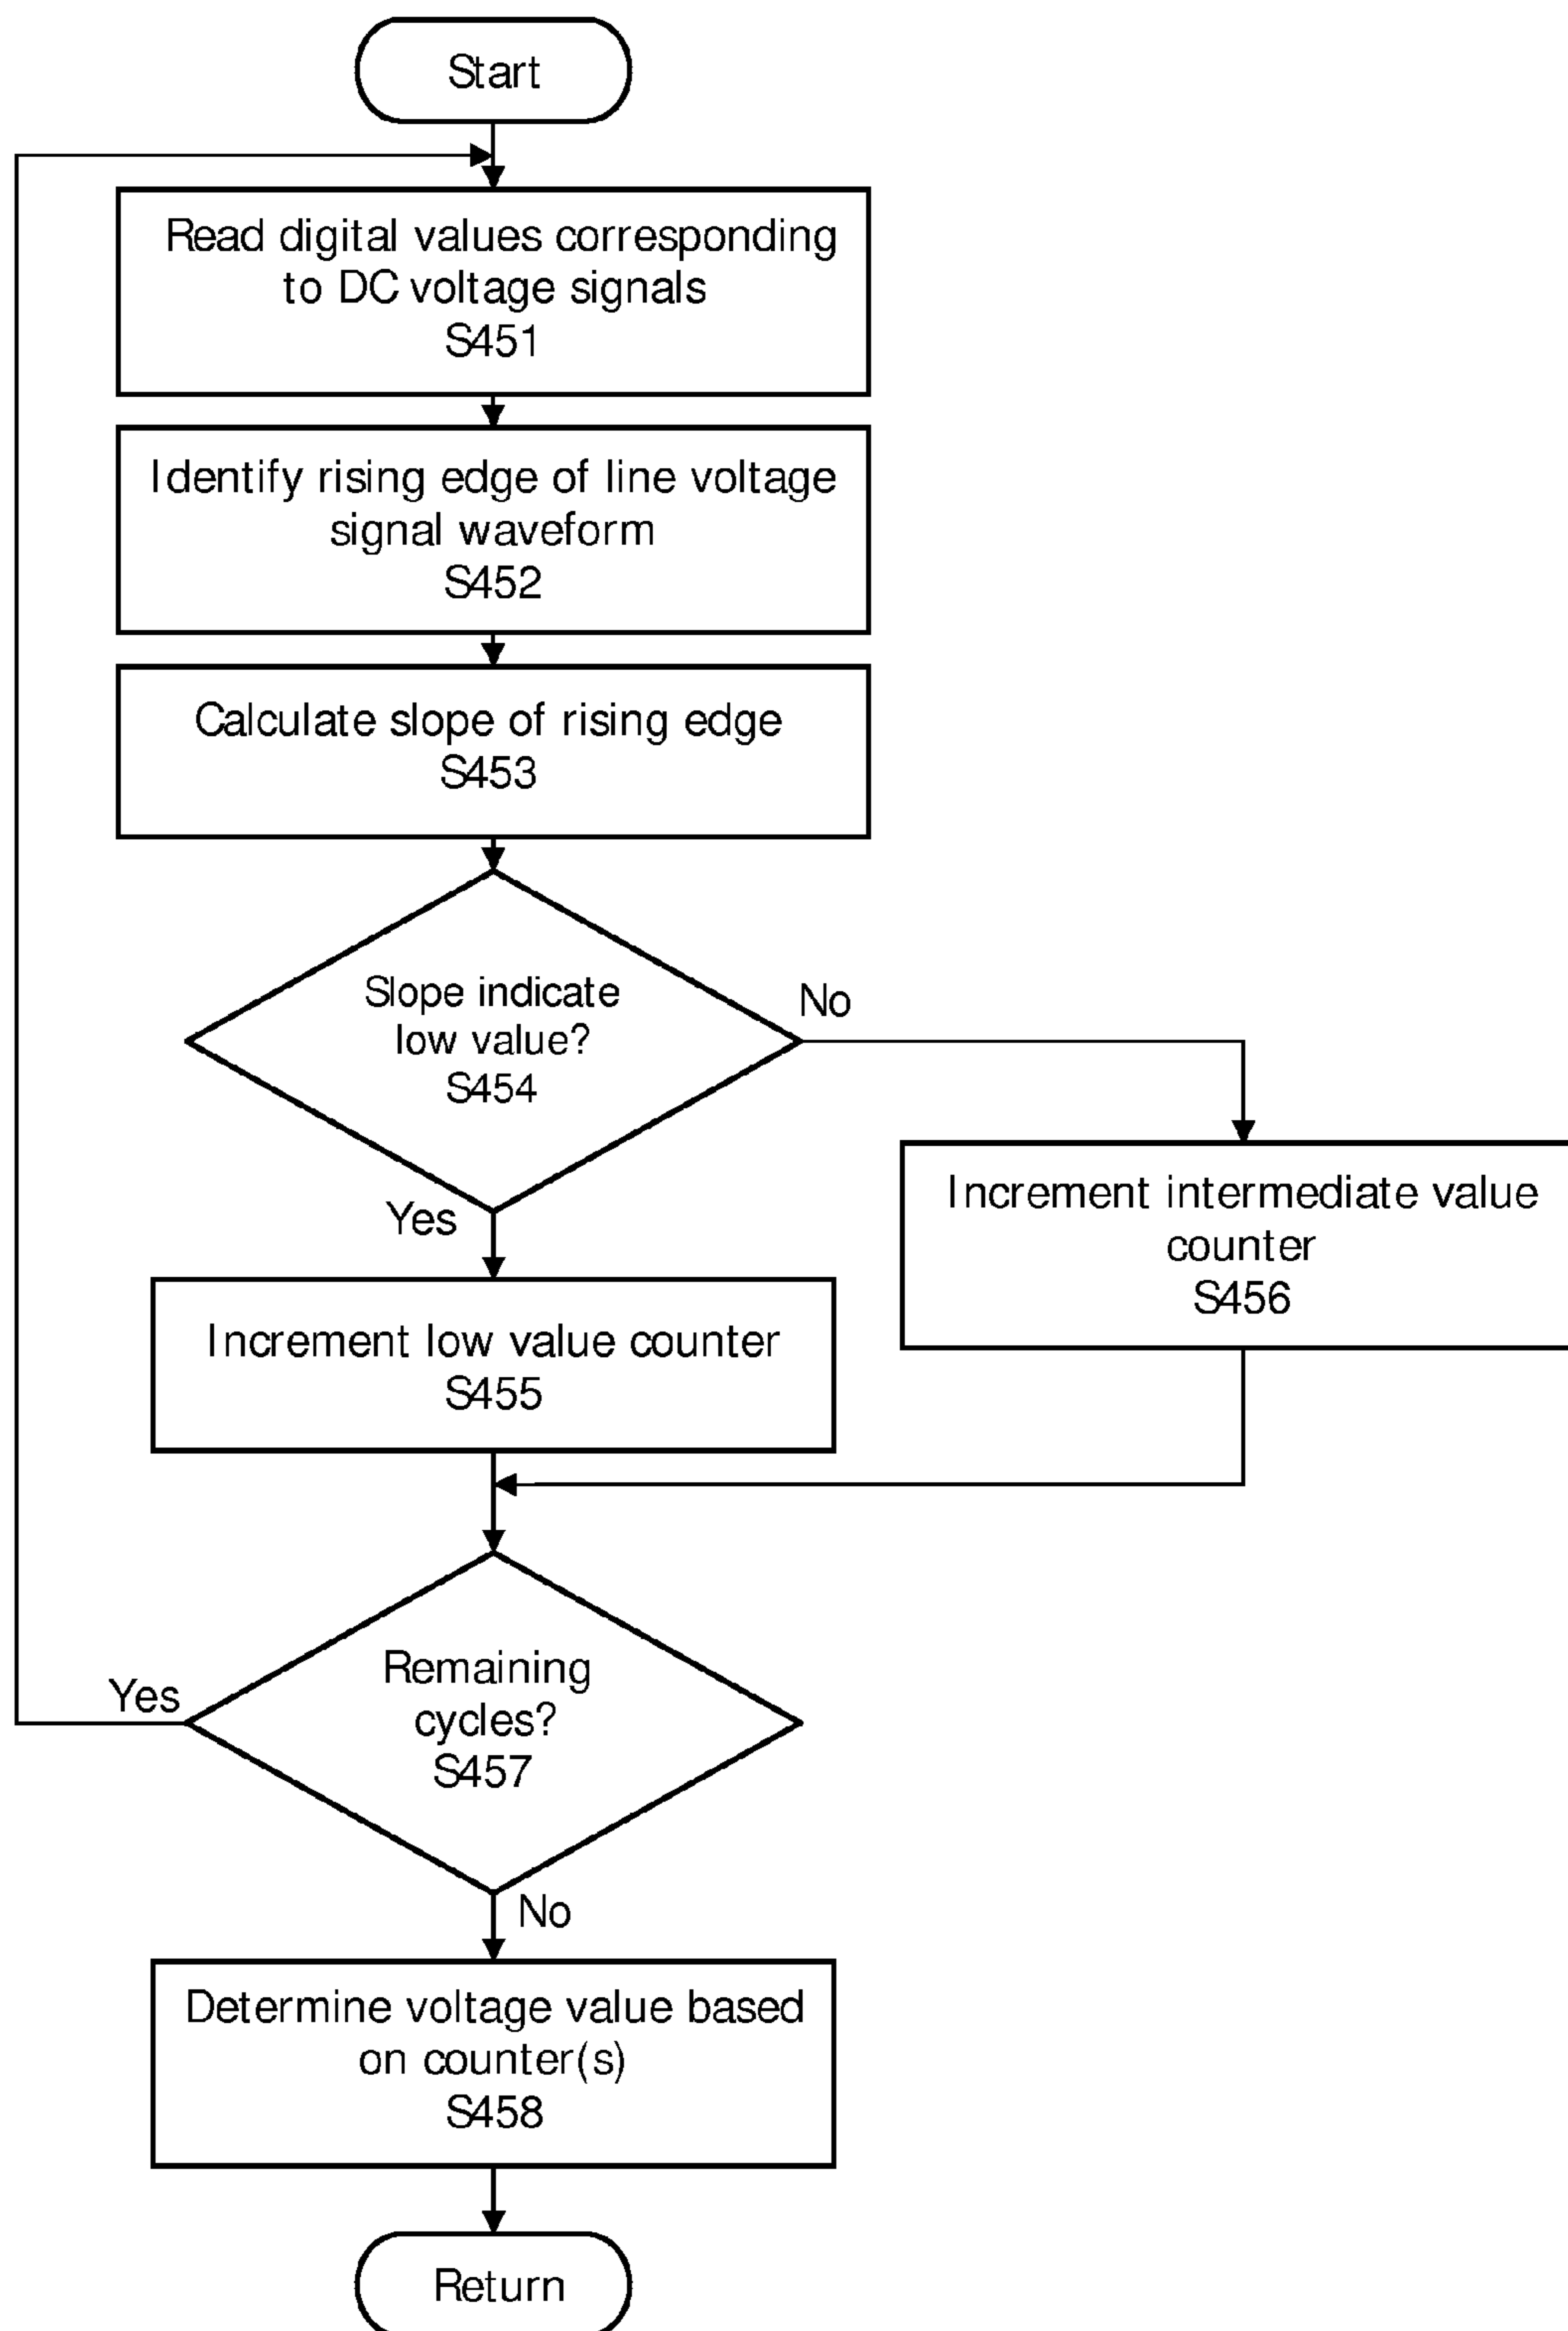 Start
Read digital values corresponding
to DC voltage signals
S451
Identify rising edge of line voltage
signal waveform
S452
Calculate slope of rising edge
S453
Slope indicate
low value?
S454
No
Yes
Increment intermediate value
counter
S456
Increment low value counter
S455
Remaining
cycles?
S457
Yes
No
Determine voltage value based
on counter(s)
S458
Return